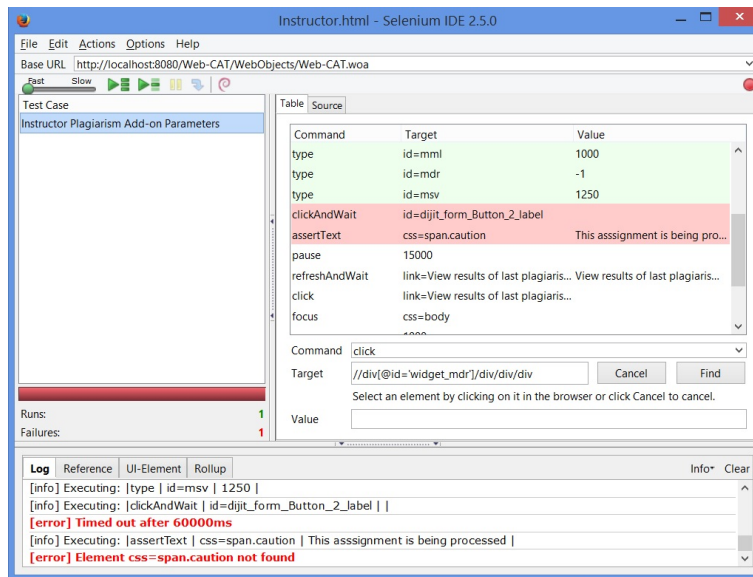 Instructor.html - Selenium IDE 2.5.0
File Edit Actions Options Help
Base URL http://localhost:8080/Web-CAT/WebObjects/Web-CAT.woa
Fast Slow
Test Case
Instructor Plagiarism Add-on Parameters
Runs: 1
Failures: 1
Table Source
Command Target Value
type id=mml 1000
type id=mdr -1
type id=msv 1250
clickAndWait id=dijit_form_Button_2_label
assertText css=span.caution This asssignment is being pro...
pause 15000
refreshAndWait link=View results of last plagiaris... View results of last plagiaris...
click link=View results of last plagiaris...
focus css=body
Command click
Target //div[@id='widget_mdr']/div/div/div Cancel Find
Select an element by clicking on it in the browser or click Cancel to cancel.
Value
Log Reference UI-Element Rollup Info Clear
[info] Executing: |type | id=msv | 1250 |
[info] Executing: |clickAndWait | id=dijit_form_Button_2_label | |
[error] Timed out after 60000ms
[info] Executing: |assertText | css=span.caution | This asssignment is being processed |
[error] Element css=span.caution not found